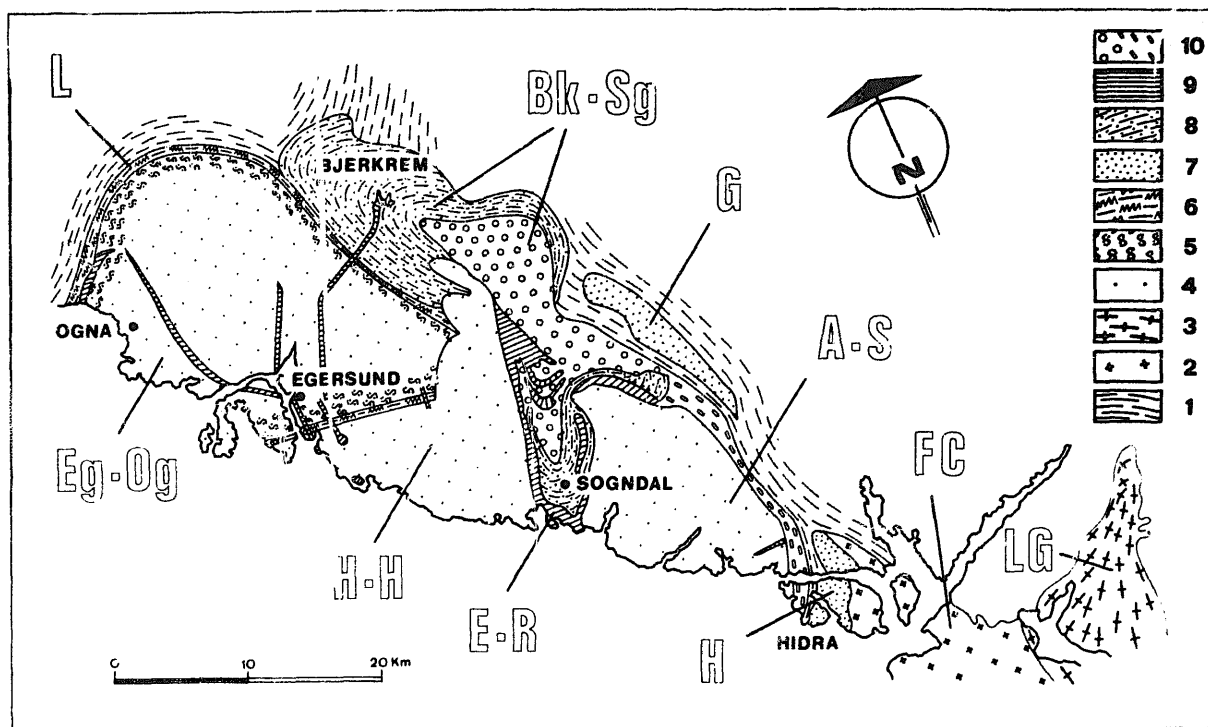 L
Bk-Sg
BJERKREM
N
G
A-S
OGNA
EGERSUND
Eg-Og
SOGNDAL
FC
LG
H-H
E-R
H
HIDRA
0 10 20 Km
10
9
8
7
6
5
4
3
2
1